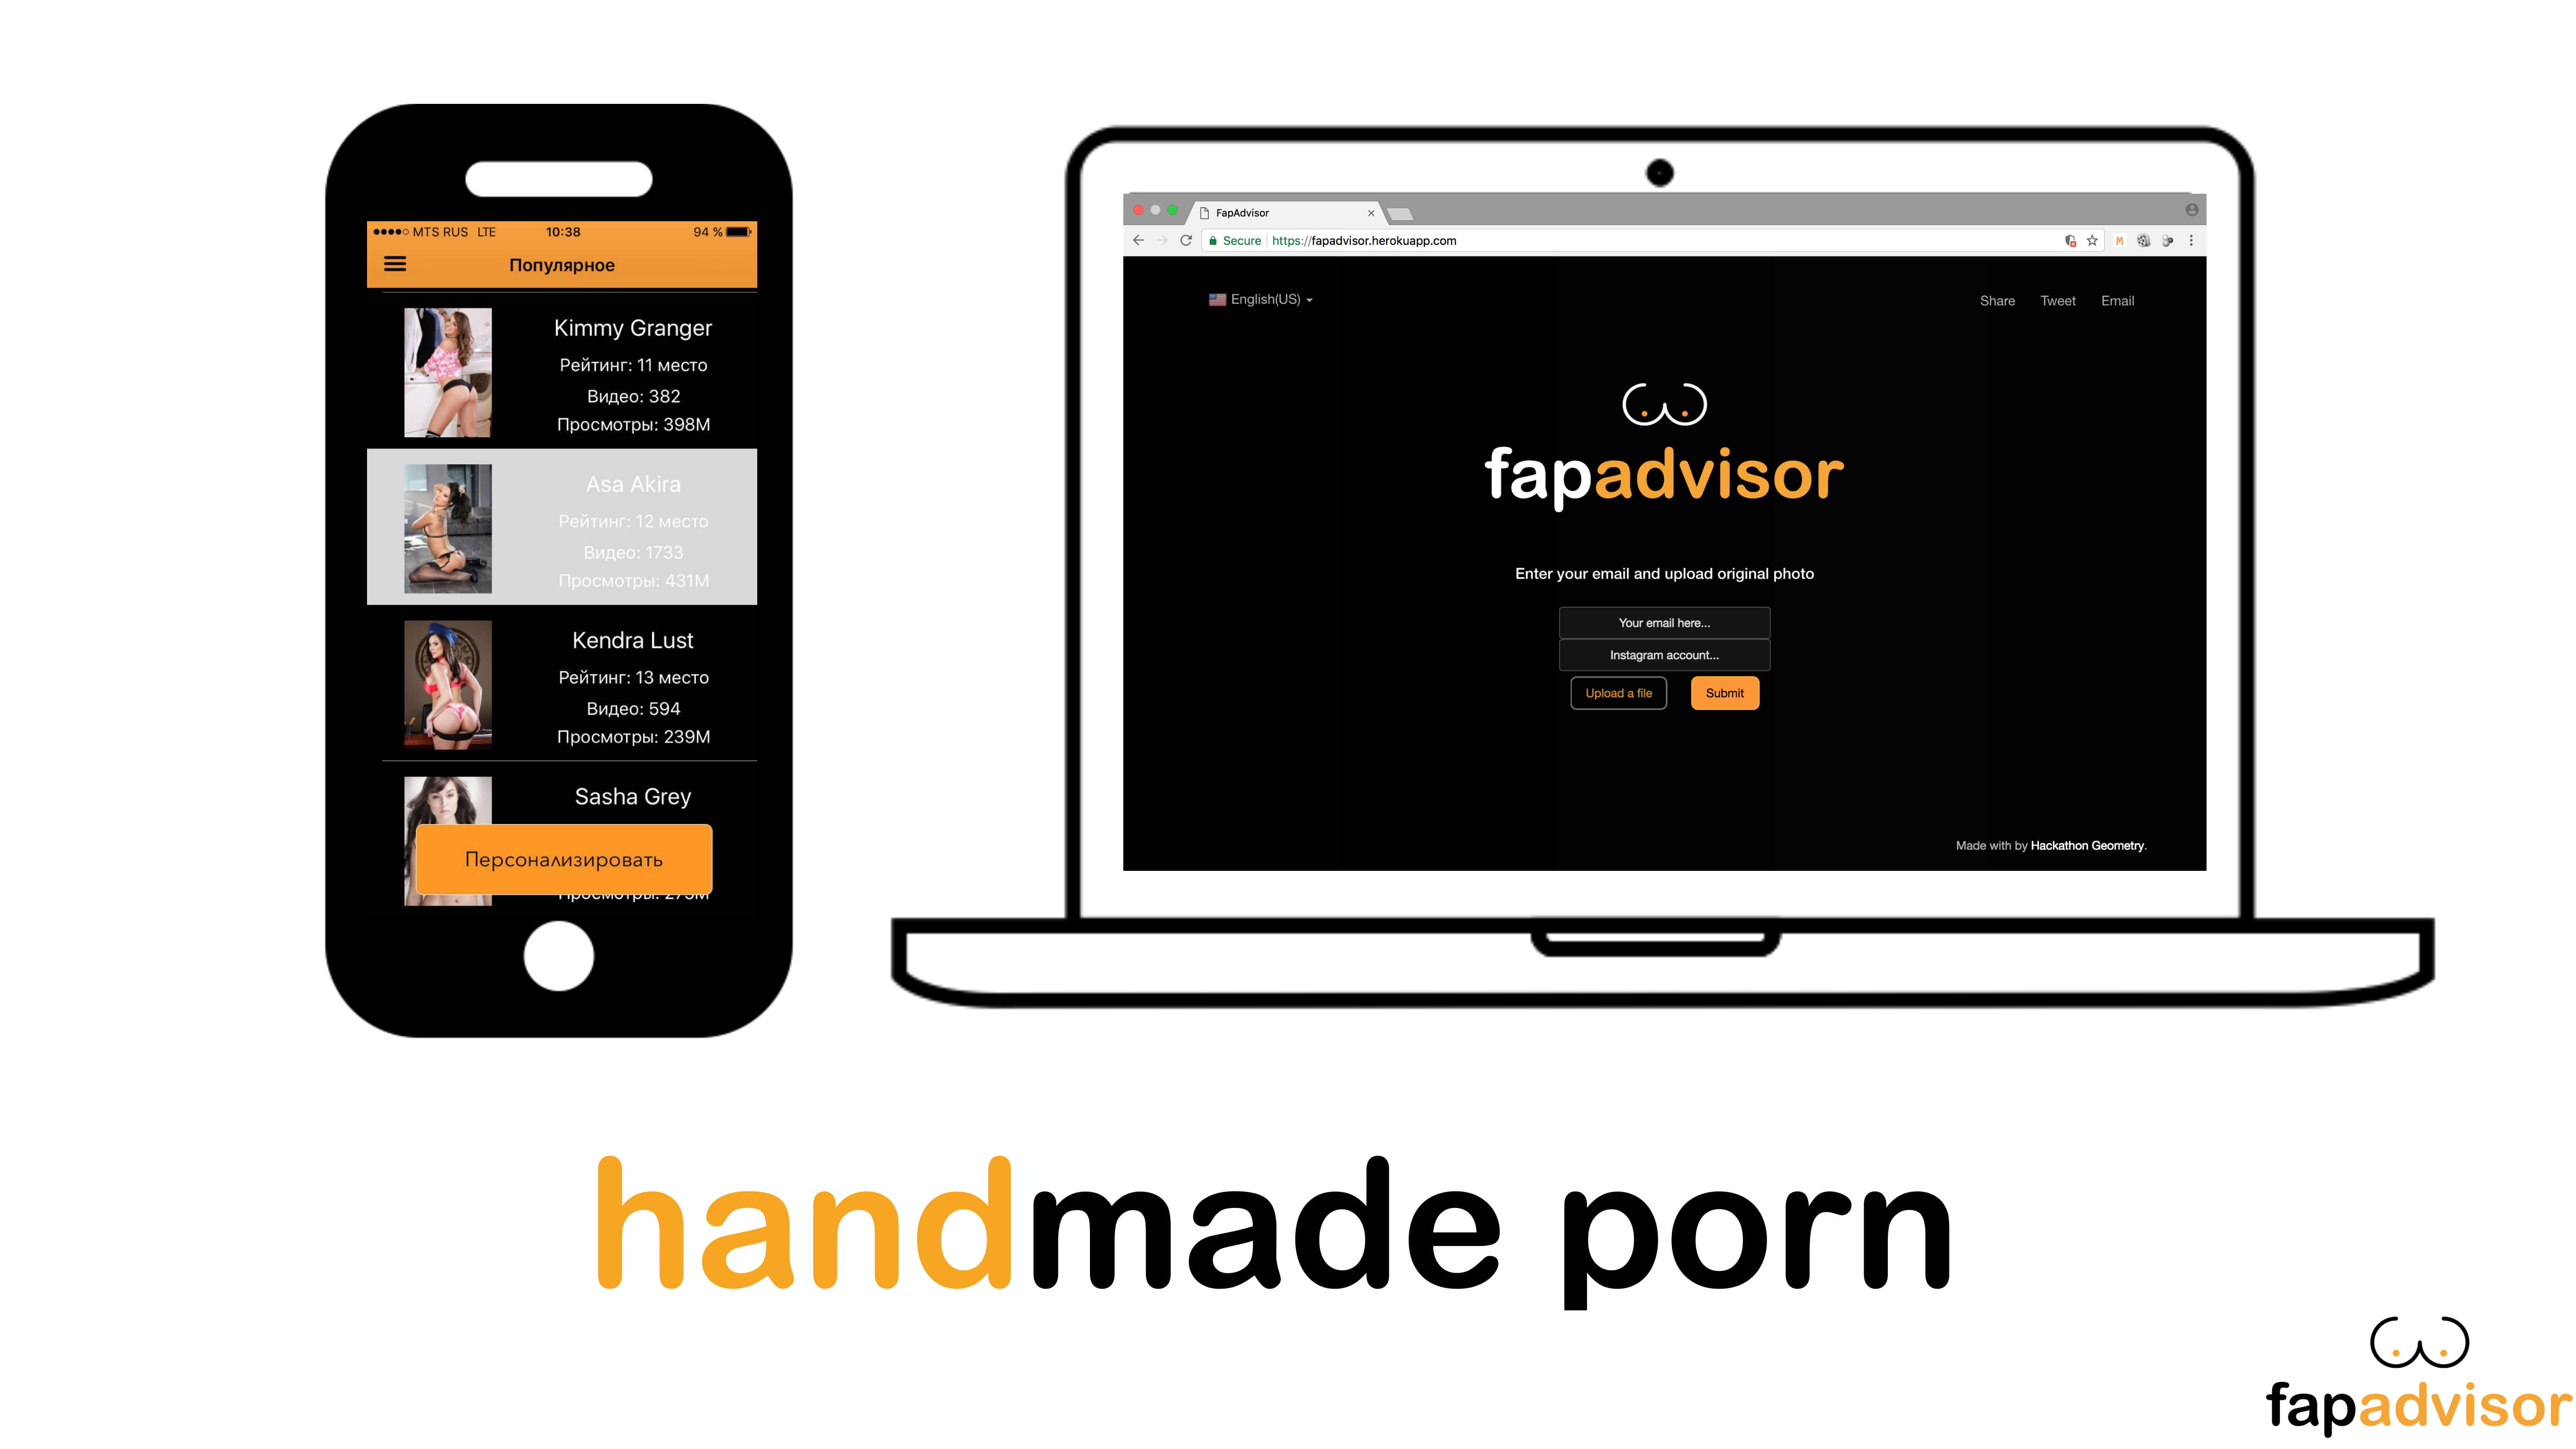 MTS RUS LTE 10:38 94 %
Популярное
Kimmy Granger
Рейтинг: 11 место
Видео: 382
Просмотры: 398M
Asa Akira
Рейтинг: 12 место
Видео: 1733
Просмотры: 431M
Kendra Lust
Рейтинг: 13 место
Видео: 594
Просмотры: 239M
Sasha Grey
Персонализировать
Просмотры: 273M
FapAdvisor
Secure https://fapadvisor.herokuapp.com
M
English(US)
Share Tweet Email
fapadvisor
Enter your email and upload original photo
Your email here...
Instagram account...
Upload a file Submit
Made with by Hackathon Geometry.
handmade porn
fapadvisor